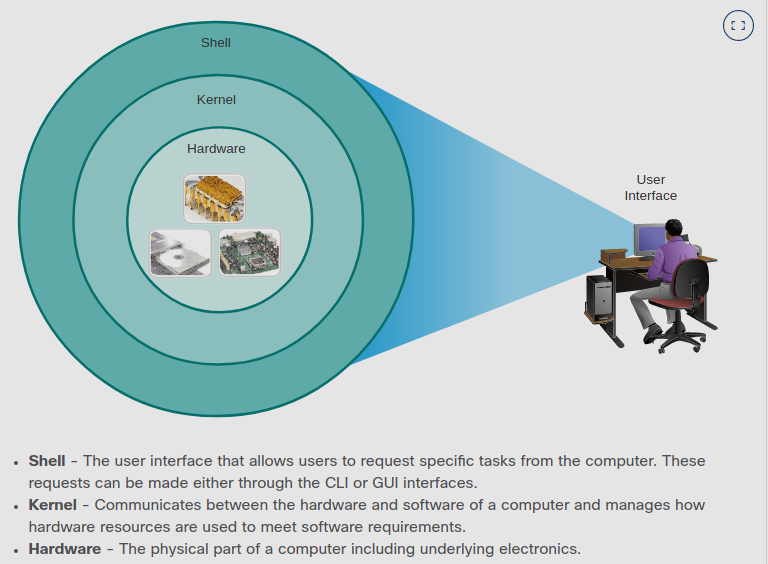 Shell
Kernel
Hardware
User
Interface
• Shell – The user interface that allows users to request specific tasks from the computer. These
requests can be made either through the CLI or GUI interfaces.
• Kernel – Communicates between the hardware and software of a computer and manages how
hardware resources are used to meet software requirements.
• Hardware – The physical part of a computer including underlying electronics.